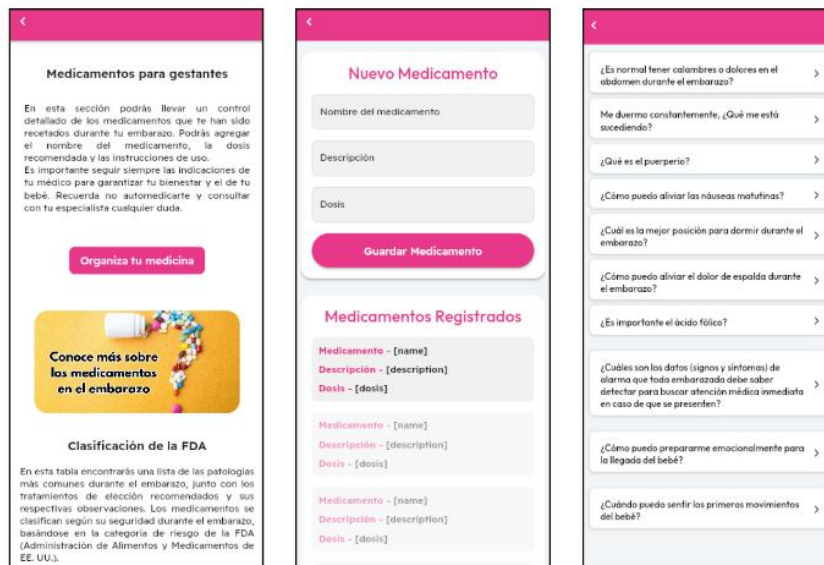 Medicamentos para gestantes
En esta sección podrás llevar un control
detallado de los medicamentos que te han sido
recetados durante tu embarazo. Podrás agregar
el nombre del medicamento, la dosis
recomendada y las instrucciones de uso.
Es importante seguir siempre las indicaciones de
tu médico para garantizar tu bienestar y el de tu
bebé. Recuerda no automedicarte y consultar
con tu especialista cualquier duda.
Organiza tu medicina
Conoce más sobre
los medicamentos
en el embarazo
Clasificación de la FDA
En esta tabla encontrarás una lista de las patologías
más comunes durante el embarazo, junto con los
tratamientos de elección recomendados y sus
respectivas observaciones. Los medicamentos se
clasifican según su seguridad durante el embarazo,
basándose en la categoría de riesgo de la FDA
(Administración de Alimentos y Medicamentos de
EE. UU.).
Nuevo Medicamento
Nombre del medicamento
Descripción
Dosis
Guardar Medicamento
Medicamentos Registrados
Medicamento - [name]
Descripción - [description]
Dosis - [dosis]
Medicamento - [name]
Descripción - [description]
Dosis - [dosis]
Medicamento - [name]
Descripción - [description]
Dosis - [dosis]
¿Es normal tener calambres o dolores en el
abdomen durante el embarazo?
Me duermo constantemente, ¿Qué me está
sucediendo?
¿Qué es el puerperio?
¿Cómo puedo aliviar las náuseas matutinas?
¿Cuál es la mejor posición para dormir durante el
embarazo?
¿Cómo puedo aliviar el dolor de espalda durante
el embarazo?
¿Es importante el ácido fólico?
¿Cuáles son los datos (signos y síntomas) de
alarma que toda embarazada debe saber
detectar para buscar atención médica inmediata
en caso de que se presenten?
¿Cómo puedo prepararme emocionalmente para
la llegada del bebé?
¿Cuándo puedo sentir los primeros movimientos
del bebé?